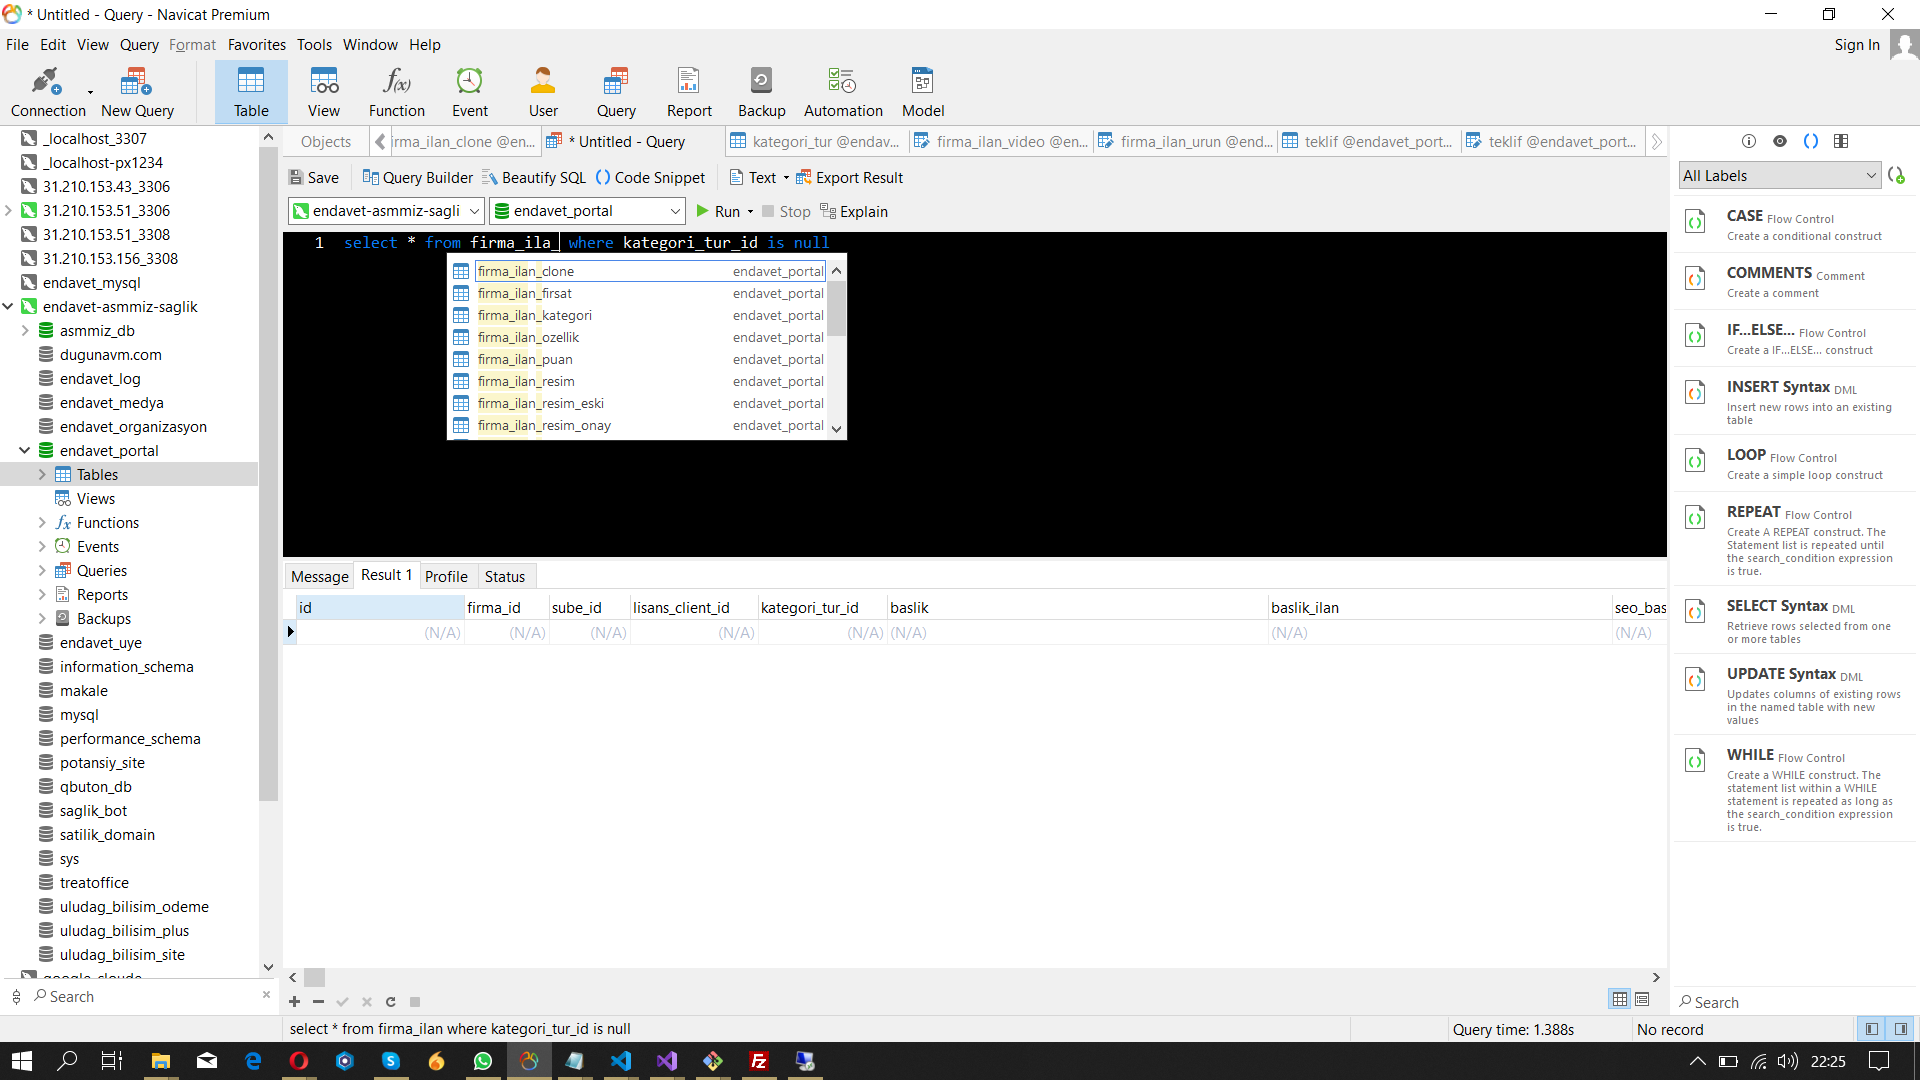 * Untitled - Query - Navicat Premium
File Edit View Query Format Favorites Tools Window Help
Sign In
Connection New Query Table View Function Event User Query Report Backup Automation Model
_localhost_3307
_localhost-px1234
31.210.153.43_3306
31.210.153.51_3306
31.210.153.51_3308
31.210.153.156_3308
endavet_mysql
endavet-asmmiz-saglik
asmmiz_db
dugunavm.com
endavet_log
endavet_medya
endavet_organizasyon
endavet_portal
Tables
Views
Functions
Events
Queries
Reports
Backups
endavet_uye
information_schema
makale
mysql
performance_schema
potansiy_site
qbuton_db
saglik_bot
satilik_domain
sys
treatoffice
uludag_bilisim_odeme
uludag_bilisim_plus
uludag_bilisim_site
Search
Objects irma_ilan_clone @en... * Untitled - Query kategori_tur @endav... firma_ilan_video @en... firma_ilan_urun @end... teklif @endavet_port... teklif @endavet_port...
Save Query Builder Beautify SQL () Code Snippet Text Export Result
endavet-asmmiz-sagli endavet_portal Run Stop Explain
1 select * from firma_ila_ where kategori_tur_id is null
firma_ilan_clone endavet_portal
firma_ilan_firsat endavet_portal
firma_ilan_kategori endavet_portal
firma_ilan_ozellik endavet_portal
firma_ilan_puan endavet_portal
firma_ilan_resim endavet_portal
firma_ilan_resim_eski endavet_portal
firma_ilan_resim_onay endavet_portal
Message Result 1 Profile Status
id firma_id sube_id lisans_client_id kategori_tur_id baslik baslik_ilan seo_bas
(N/A) (N/A) (N/A) (N/A) (N/A) (N/A) (N/A) (N/A)
select * from firma_ilan where kategori_tur_id is null
Query time: 1.388s
No record
All Labels
CASE Flow Control
Create a conditional construct
COMMENTS Comment
Create a comment
IF...ELSE... Flow Control
Create a IF...ELSE... construct
INSERT Syntax DML
Insert new rows into an existing
table
LOOP Flow Control
Create a simple loop construct
REPEAT Flow Control
Create A REPEAT construct. The
Statement list is repeated until
the search_condition expression
is true.
SELECT Syntax DML
Retrieve rows selected from one
or more tables
UPDATE Syntax DML
Updates columns of existing rows
in the named table with new
values
WHILE Flow Control
Create a WHILE construct. The
statement list within a WHILE
statement is repeated as long as
the search_condition expression
is true.
Search
22:25